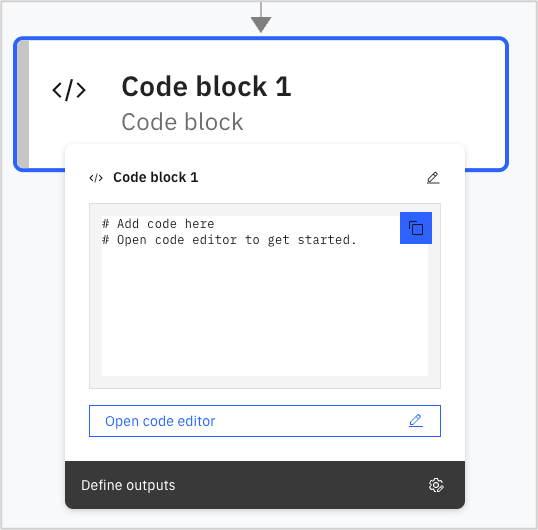 Code block 1
Code block
Code block 1
# Add code here
# Open code editor to get started.
Open code editor
Define outputs